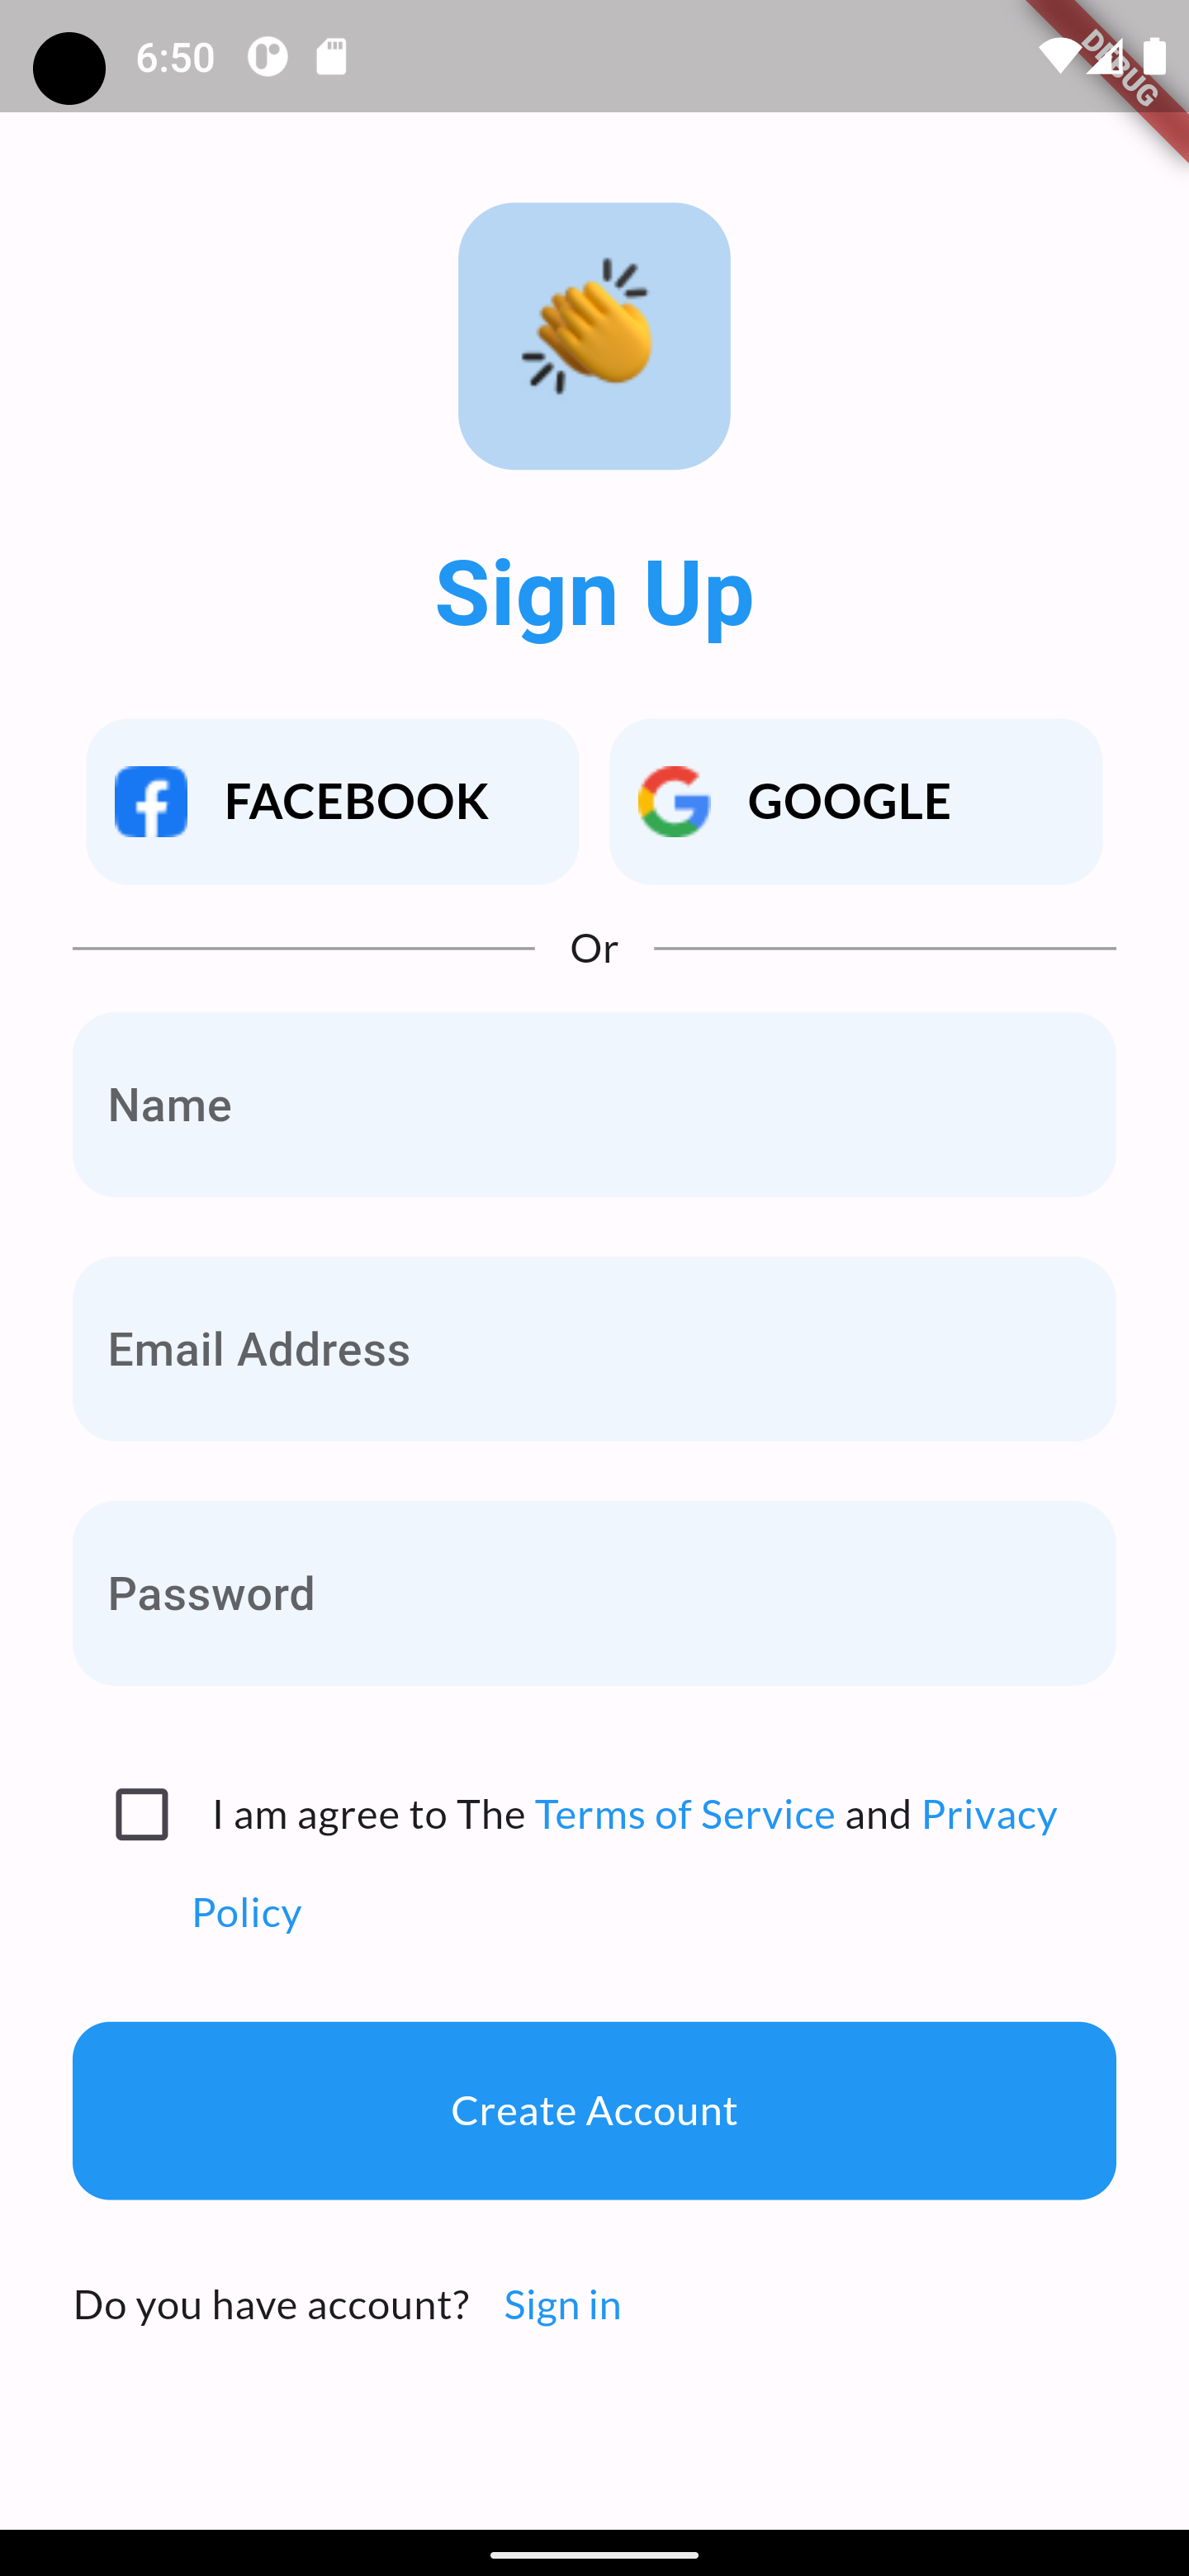 6:50
DEBUG
Sign Up
FACEBOOK
GOOGLE
Or
Name
Email Address
Password
I am agree to The Terms of Service and Privacy
Policy
Create Account
Do you have account? Sign in